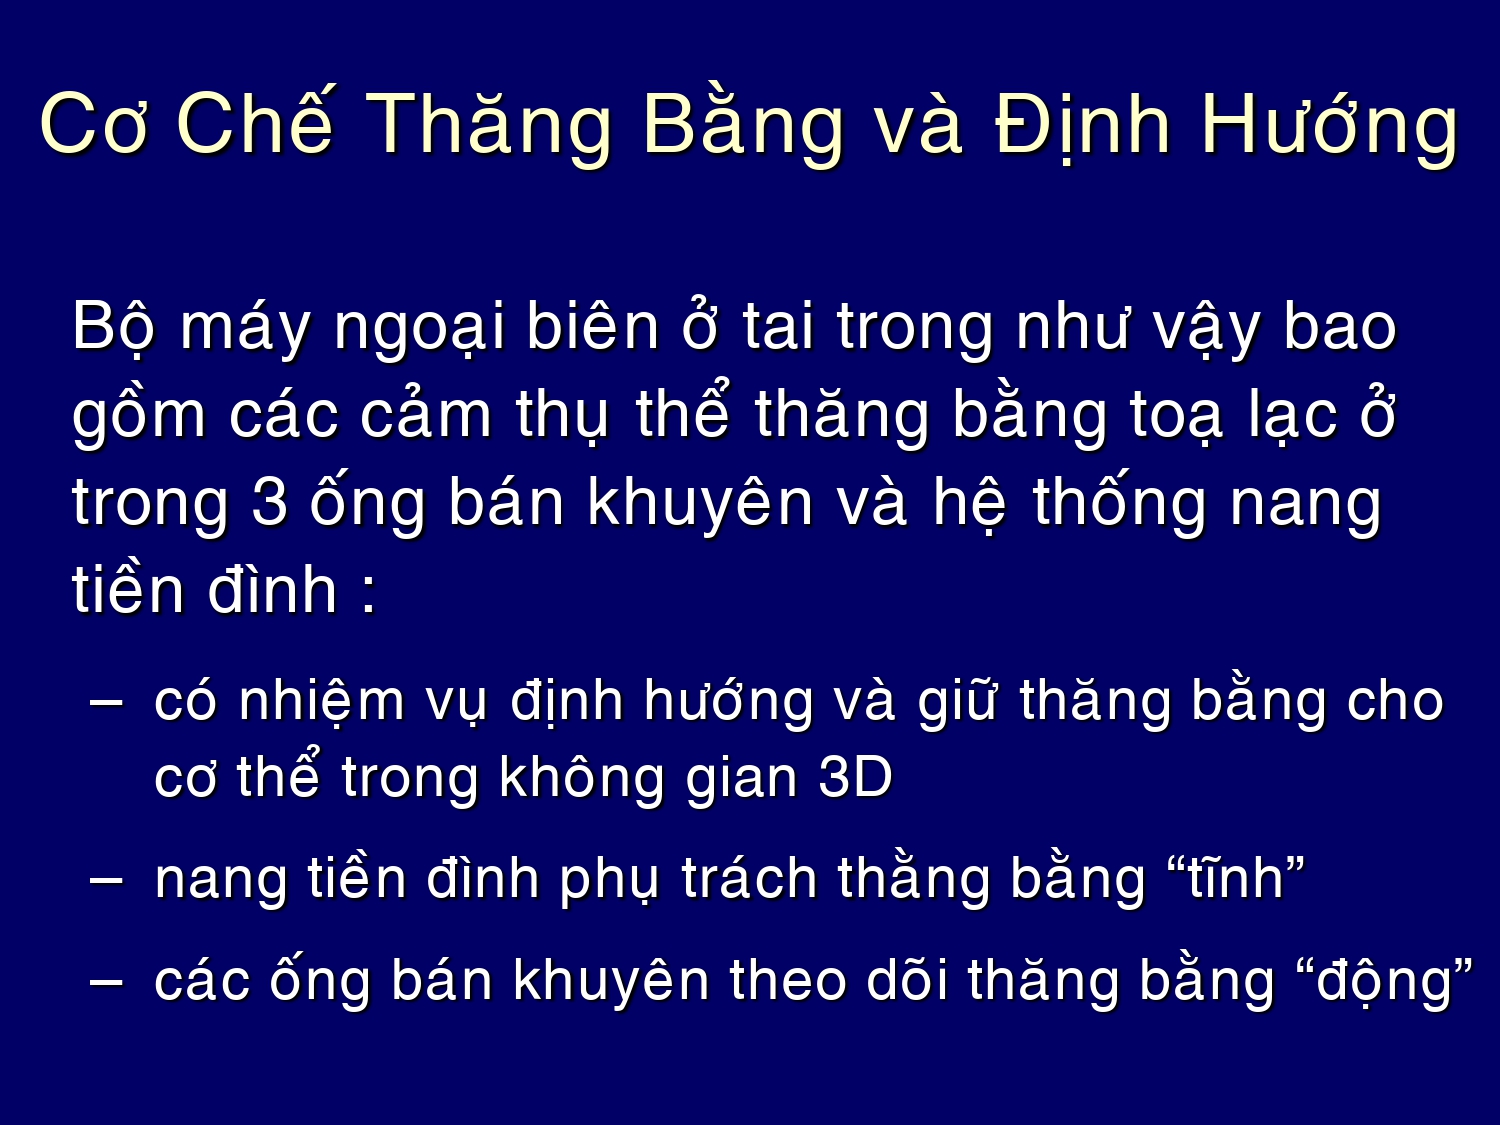 Cơ Chế Thăng Bằng và Định Hướng
Bộ máy ngoại biên ở tai trong như vậy bao
gồm các cảm thụ thể thăng bằng toạ lạc ở
trong 3 ống bán khuyên và hệ thống nang
tiền đình :
– có nhiệm vụ định hướng và giữ thăng bằng cho
cơ thể trong không gian 3D
– nang tiền đình phụ trách thằng bằng “tĩnh”
– các ống bán khuyên theo dõi thăng bằng “động”